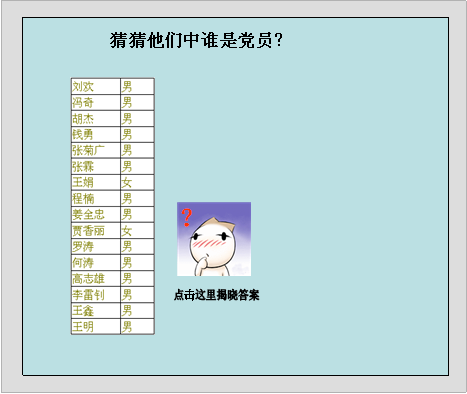 猜猜他们中谁是党员？
刘欢 男
冯奇 男
胡杰 男
钱勇 男
张菊广 男
张霖 男
王娟 女
程楠 男
姜全忠 男
贾香丽 女
罗涛 男
何涛 男
高志雄 男
李雷钊 男
王鑫 男
王明 男
?
点击这里揭晓答案